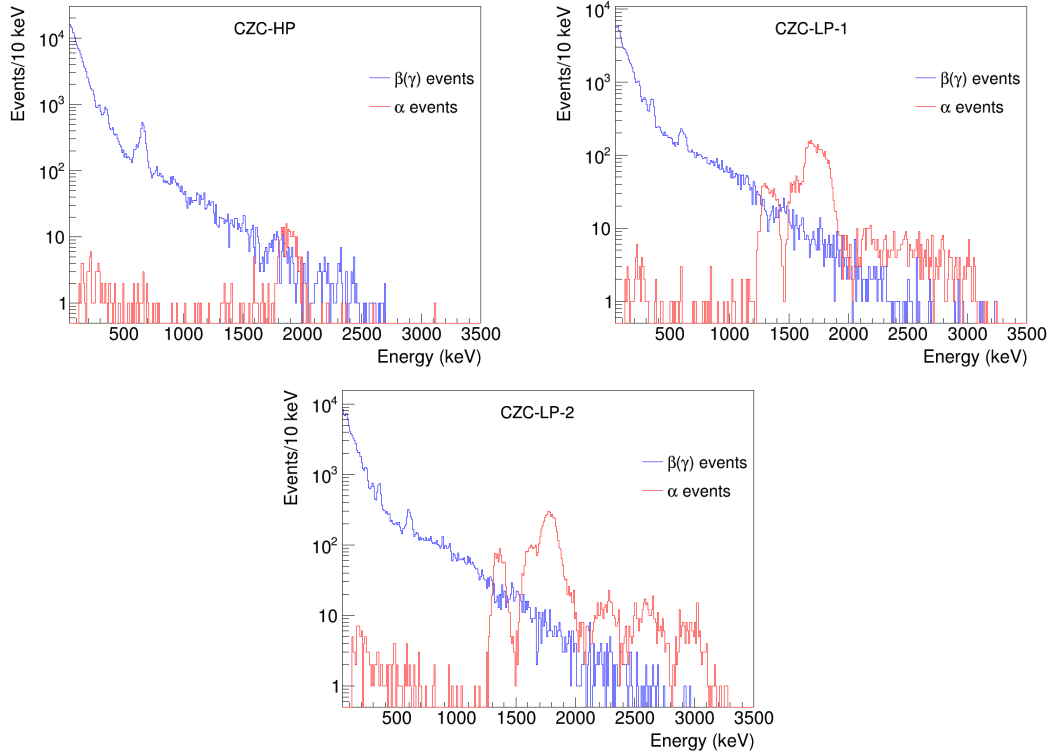 CZC-HP
Events/10 keV
β(γ) events
α events
10⁴
10³
10²
10
1
500 1000 1500 2000 2500 3000 3500
Energy (keV)
CZC-LP-1
Events/10 keV
β(γ) events
α events
10⁴
10³
10²
10
1
500 1000 1500 2000 2500 3000 3500
Energy (keV)
CZC-LP-2
Events/10 keV
β(γ) events
α events
10⁴
10³
10²
10
1
500 1000 1500 2000 2500 3000 3500
Energy (keV)